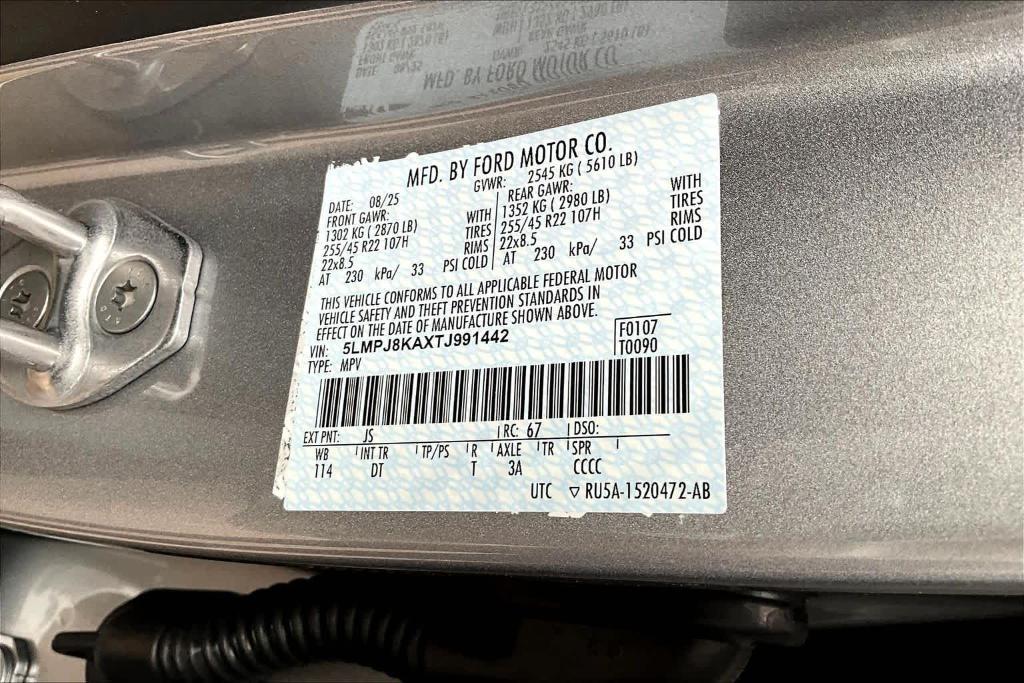 MFD. BY FORD MOTOR CO.
DATE: 08/25 GVWR: 2545 KG ( 5610 LB)
FRONT GAWR: REAR GAWR:
1302 KG ( 2870 LB) WITH 1352 KG ( 2980 LB) WITH
255/45 R22 107H TIRES 255/45 R22 107H TIRES
22x8.5 RIMS 22x8.5 RIMS
AT 230 kPa/ 33 PSI COLD AT 230 kPa/ 33 PSI COLD
THIS VEHICLE CONFORMS TO ALL APPLICABLE FEDERAL MOTOR
VEHICLE SAFETY AND THEFT PREVENTION STANDARDS IN
EFFECT ON THE DATE OF MANUFACTURE SHOWN ABOVE.
VIN: 5LMPJ8KAXTJ991442 F0107
TYPE: MPV T0090
EXT PNT: JS RC: 67 DSO:
WB INT TR TP/PS R AXLE TR SPR
114 DT T 3A CCCC
UTC ▽ RU5A-1520472-AB